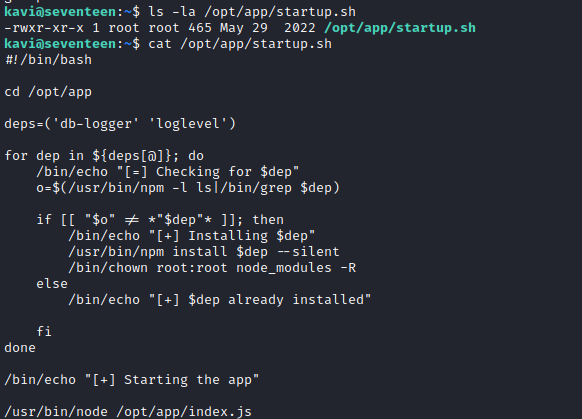 kavi@seventeen:~$ ls -la /opt/app/startup.sh
-rwxr-xr-x 1 root root 465 May 29  2022 /opt/app/startup.sh
kavi@seventeen:~$ cat /opt/app/startup.sh
#!/bin/bash

cd /opt/app

deps=('db-logger' 'loglevel')

for dep in ${deps[@]}; do
    /bin/echo "[=] Checking for $dep"
    o=$(/usr/bin/npm -l ls|/bin/grep $dep)

    if [[ "$o" != *"$dep"* ]]; then
        /bin/echo "[+] Installing $dep"
        /usr/bin/npm install $dep --silent
        /bin/chown root:root node_modules -R
    else
        /bin/echo "[+] $dep already installed"

    fi
done

/bin/echo "[+] Starting the app"

/usr/bin/node /opt/app/index.js